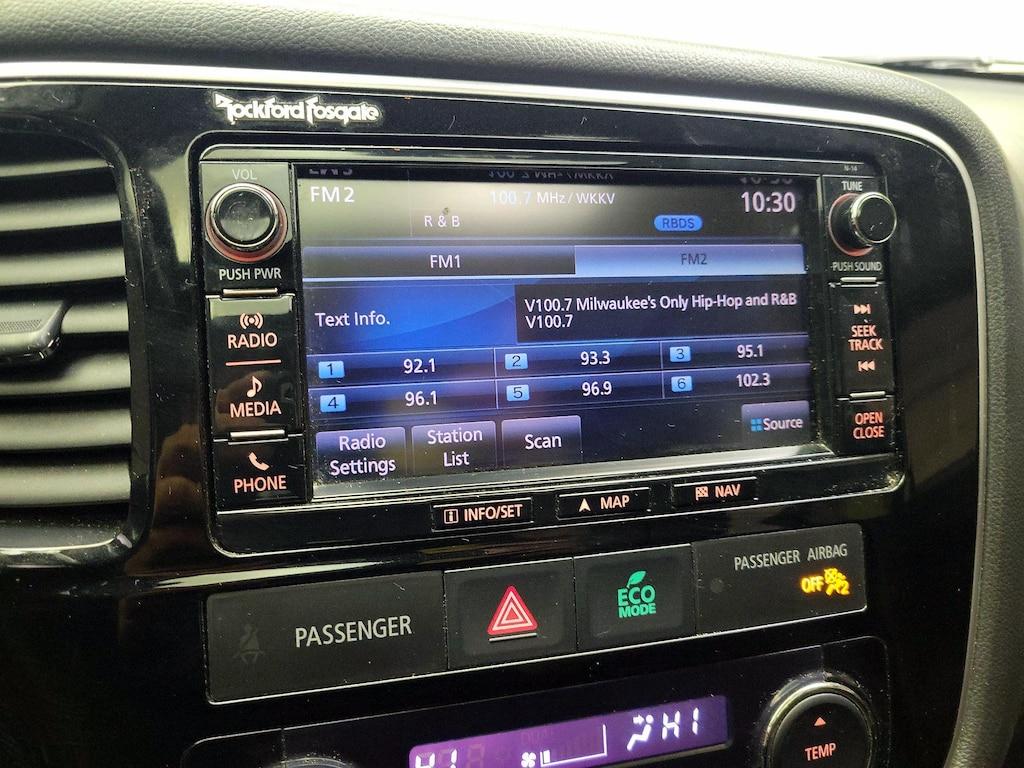 Rockford Fosgate
N-14
VOL
TUNE
FM2
100.7 MHz / WKKV
10:30
R & B
RBDS
PUSH PWR
PUSH SOUND
FM1
FM2
RADIO
Text Info.
V100.7 Milwaukee's Only Hip-Hop and R&B
V100.7
SEEK
TRACK
1 92.1
2 93.3
3 95.1
MEDIA
4 96.1
5 96.9
6 102.3
Radio
Settings
Station
List
Scan
Source
OPEN
CLOSE
PHONE
INFO/SET
MAP
NAV
PASSENGER
ECO
MODE
PASSENGER AIRBAG
OFF 2
HI
HI
TEMP